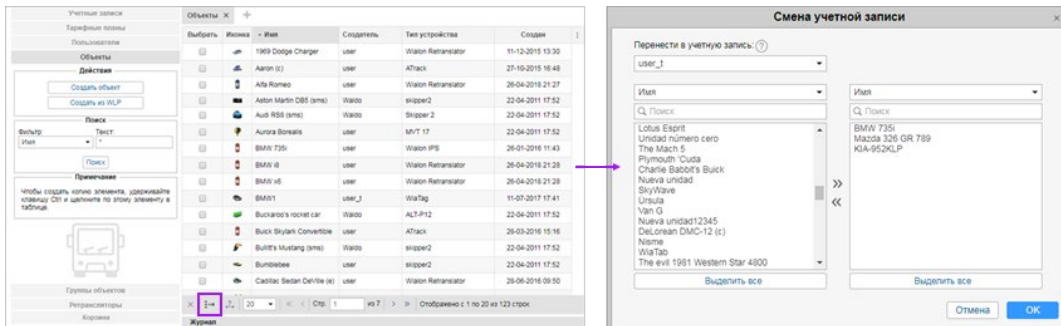 Учетные записи
Тарифные планы
Пользователи
Объекты
Действия
Создать объект
Создать из WLP
Поиск
Фильтр: Текст:
Имя *
Поиск
Примечание
Чтобы создать копию элемента, удерживайте
клавишу Ctrl и щелкните по этому элементу в
таблице.
Группы объектов
Ретрансляторы
Корзина
Объекты × +
Выбрать Иконка Имя Создатель Тип устройства Создан
1969 Dodge Charger user Wialon Retranslator 11-12-2015 13:30
Aaron (c) user ATrack 27-10-2015 16:48
Alfa Romeo user Wialon Retranslator 26-04-2018 21:27
Aston Martin DB5 (sms) Waldo skipper2 22-04-2011 17:52
Audi RS6 (sms) Waldo Skipper 2 22-04-2011 17:52
Aurora Borealis user MVT 17 22-04-2011 17:52
BMW 735i user Wialon IPS 26-01-2016 11:43
BMW i8 user Wialon Retranslator 26-04-2018 21:28
BMW x6 user Wialon Retranslator 26-04-2018 21:28
BMW1 user_t WiaTag 11-07-2017 17:41
Buckaroo's rocket car Waldo ALT-P12 22-04-2011 17:52
Buick Skylark Convertible user ATrack 28-03-2016 15:16
Bullitt's Mustang (sms) Waldo skipper2 22-04-2011 17:52
Bumblebee user skipper2 22-04-2011 17:52
Cadillac Sedan DeVille (e) user Wialon Retranslator 28-06-2016 09:50
20 Стр. 1 из 7 Отображено с 1 по 20 из 123 строк
Журнал
Смена учетной записи ×
Перенести в учетную запись: ?
user_t
Имя Имя
Поиск Поиск
Lotus Esprit
Unidad número cero
The Mach 5
Plymouth 'Cuda
Charlie Babbit's Buick
Nueva unidad
SkyWave
Ursula
Van G
Nueva unidad12345
DeLorean DMC-12 (c)
Nisme
WiaTab
The evil 1981 Western Star 4800
BMW 735i
Mazda 326 GR 789
KIA-952KLP
» «
Выделить все Выделить все
Отмена OK